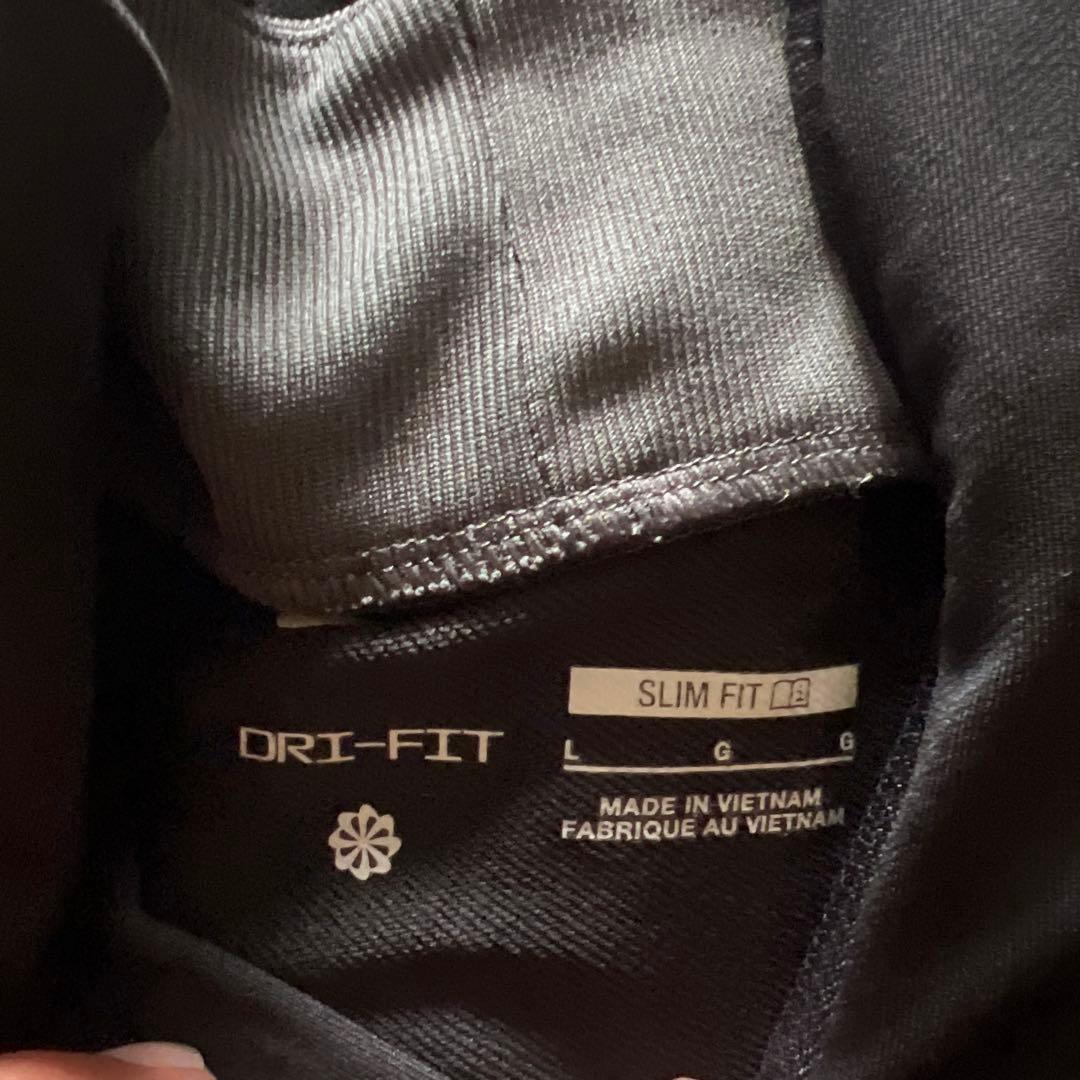 SLIM FIT
DRI-FIT
L G G
MADE IN VIETNAM
FABRIQUE AU VIETNAM